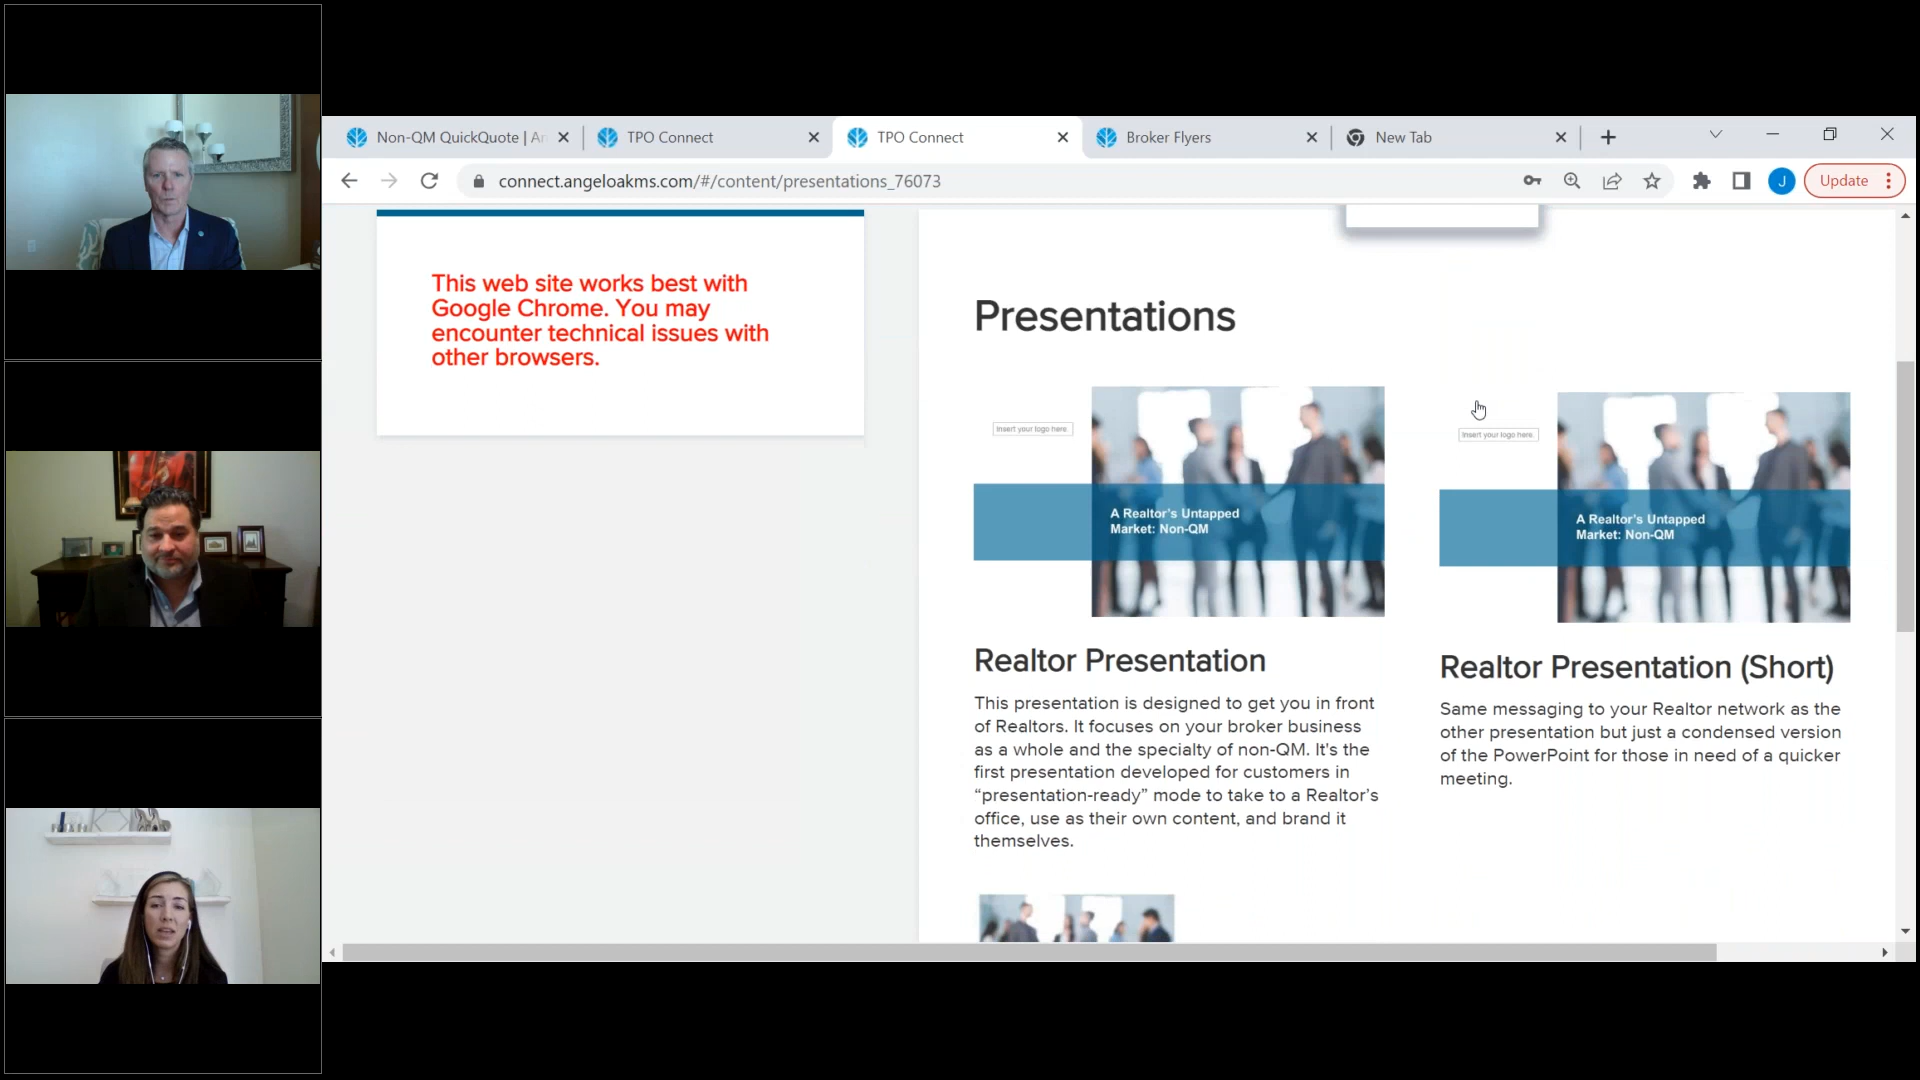 Non-QM QuickQuote | An
TPO Connect
TPO Connect
Broker Flyers
New Tab
connect.angeloakms.com/#/content/presentations_76073
J
Update
This web site works best with
Google Chrome. You may
encounter technical issues with
other browsers.
Presentations
Insert your logo here.
A Realtor's Untapped
Market: Non-QM
Insert your logo here.
A Realtor's Untapped
Market: Non-QM
Realtor Presentation
This presentation is designed to get you in front
of Realtors. It focuses on your broker business
as a whole and the specialty of non-QM. It's the
first presentation developed for customers in
“presentation-ready” mode to take to a Realtor’s
office, use as their own content, and brand it
themselves.
Realtor Presentation (Short)
Same messaging to your Realtor network as the
other presentation but just a condensed version
of the PowerPoint for those in need of a quicker
meeting.